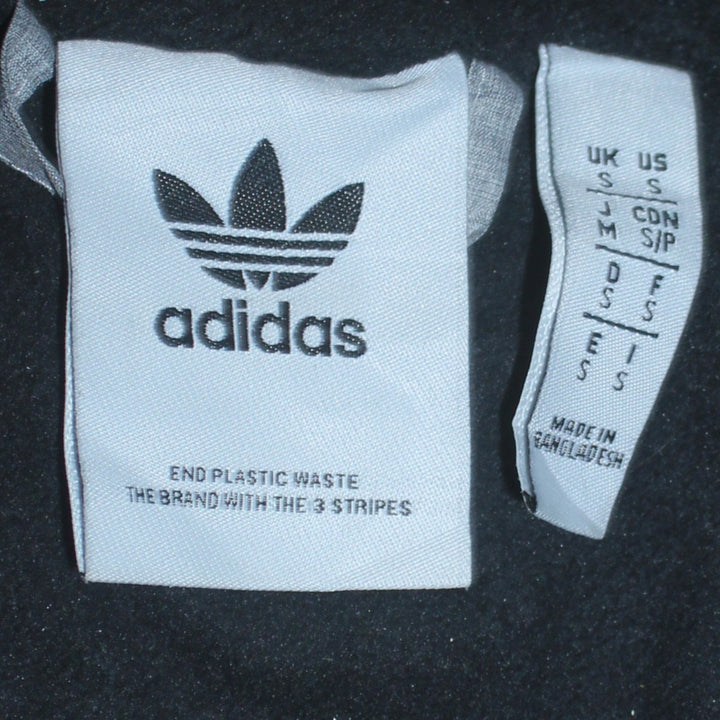 adidas
END PLASTIC WASTE
THE BRAND WITH THE 3 STRIPES
UK US
S S
J CDN
M S/P
D F
S S
E I
S S
MADE IN
BANGLADESH